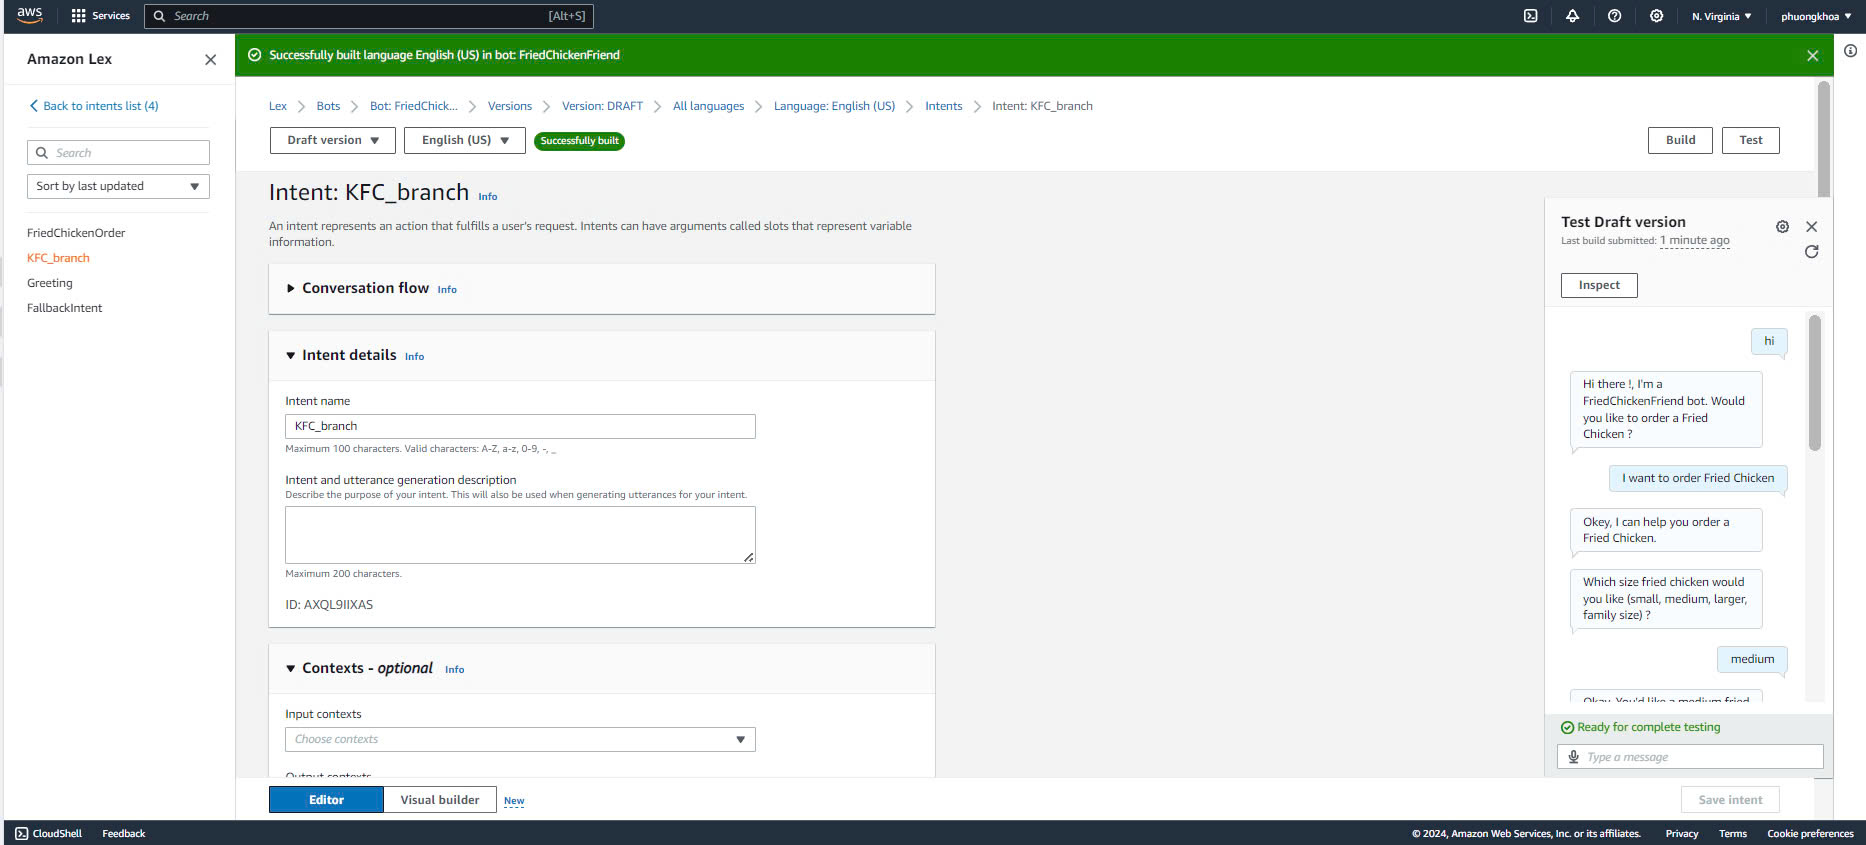 aws
Services
Search
[Alt+S]
N. Virginia
phuongkhoa
Amazon Lex
Successfully built language English (US) in bot: FriedChickenFriend
Back to intents list (4)
Search
Sort by last updated
FriedChickenOrder
KFC_branch
Greeting
FallbackIntent
Lex
Bots
Bot: FriedChick...
Versions
Version: DRAFT
All languages
Language: English (US)
Intents
Intent: KFC_branch
Draft version
English (US)
Successfully built
Build
Test
Intent: KFC_branch Info
An intent represents an action that fulfills a user's request. Intents can have arguments called slots that represent variable
information.
Conversation flow Info
Intent details Info
Intent name
KFC_branch
Maximum 100 characters. Valid characters: A-Z, a-z, 0-9, -, _
Intent and utterance generation description
Describe the purpose of your intent. This will also be used when generating utterances for your intent.
Maximum 200 characters.
ID: AXQL9IIXAS
Contexts - optional Info
Input contexts
Choose contexts
Output contexts
Editor
Visual builder
New
Save intent
Test Draft version
Last build submitted: 1 minute ago
Inspect
hi
Hi there !, I'm a
FriedChickenFriend bot. Would
you like to order a Fried
Chicken ?
I want to order Fried Chicken
Okey, I can help you order a
Fried Chicken.
Which size fried chicken would
you like (small, medium, larger,
family size) ?
medium
Okay, You'd like a medium fried
Ready for complete testing
Type a message
CloudShell
Feedback
© 2024, Amazon Web Services, Inc. or its affiliates.
Privacy
Terms
Cookie preferences